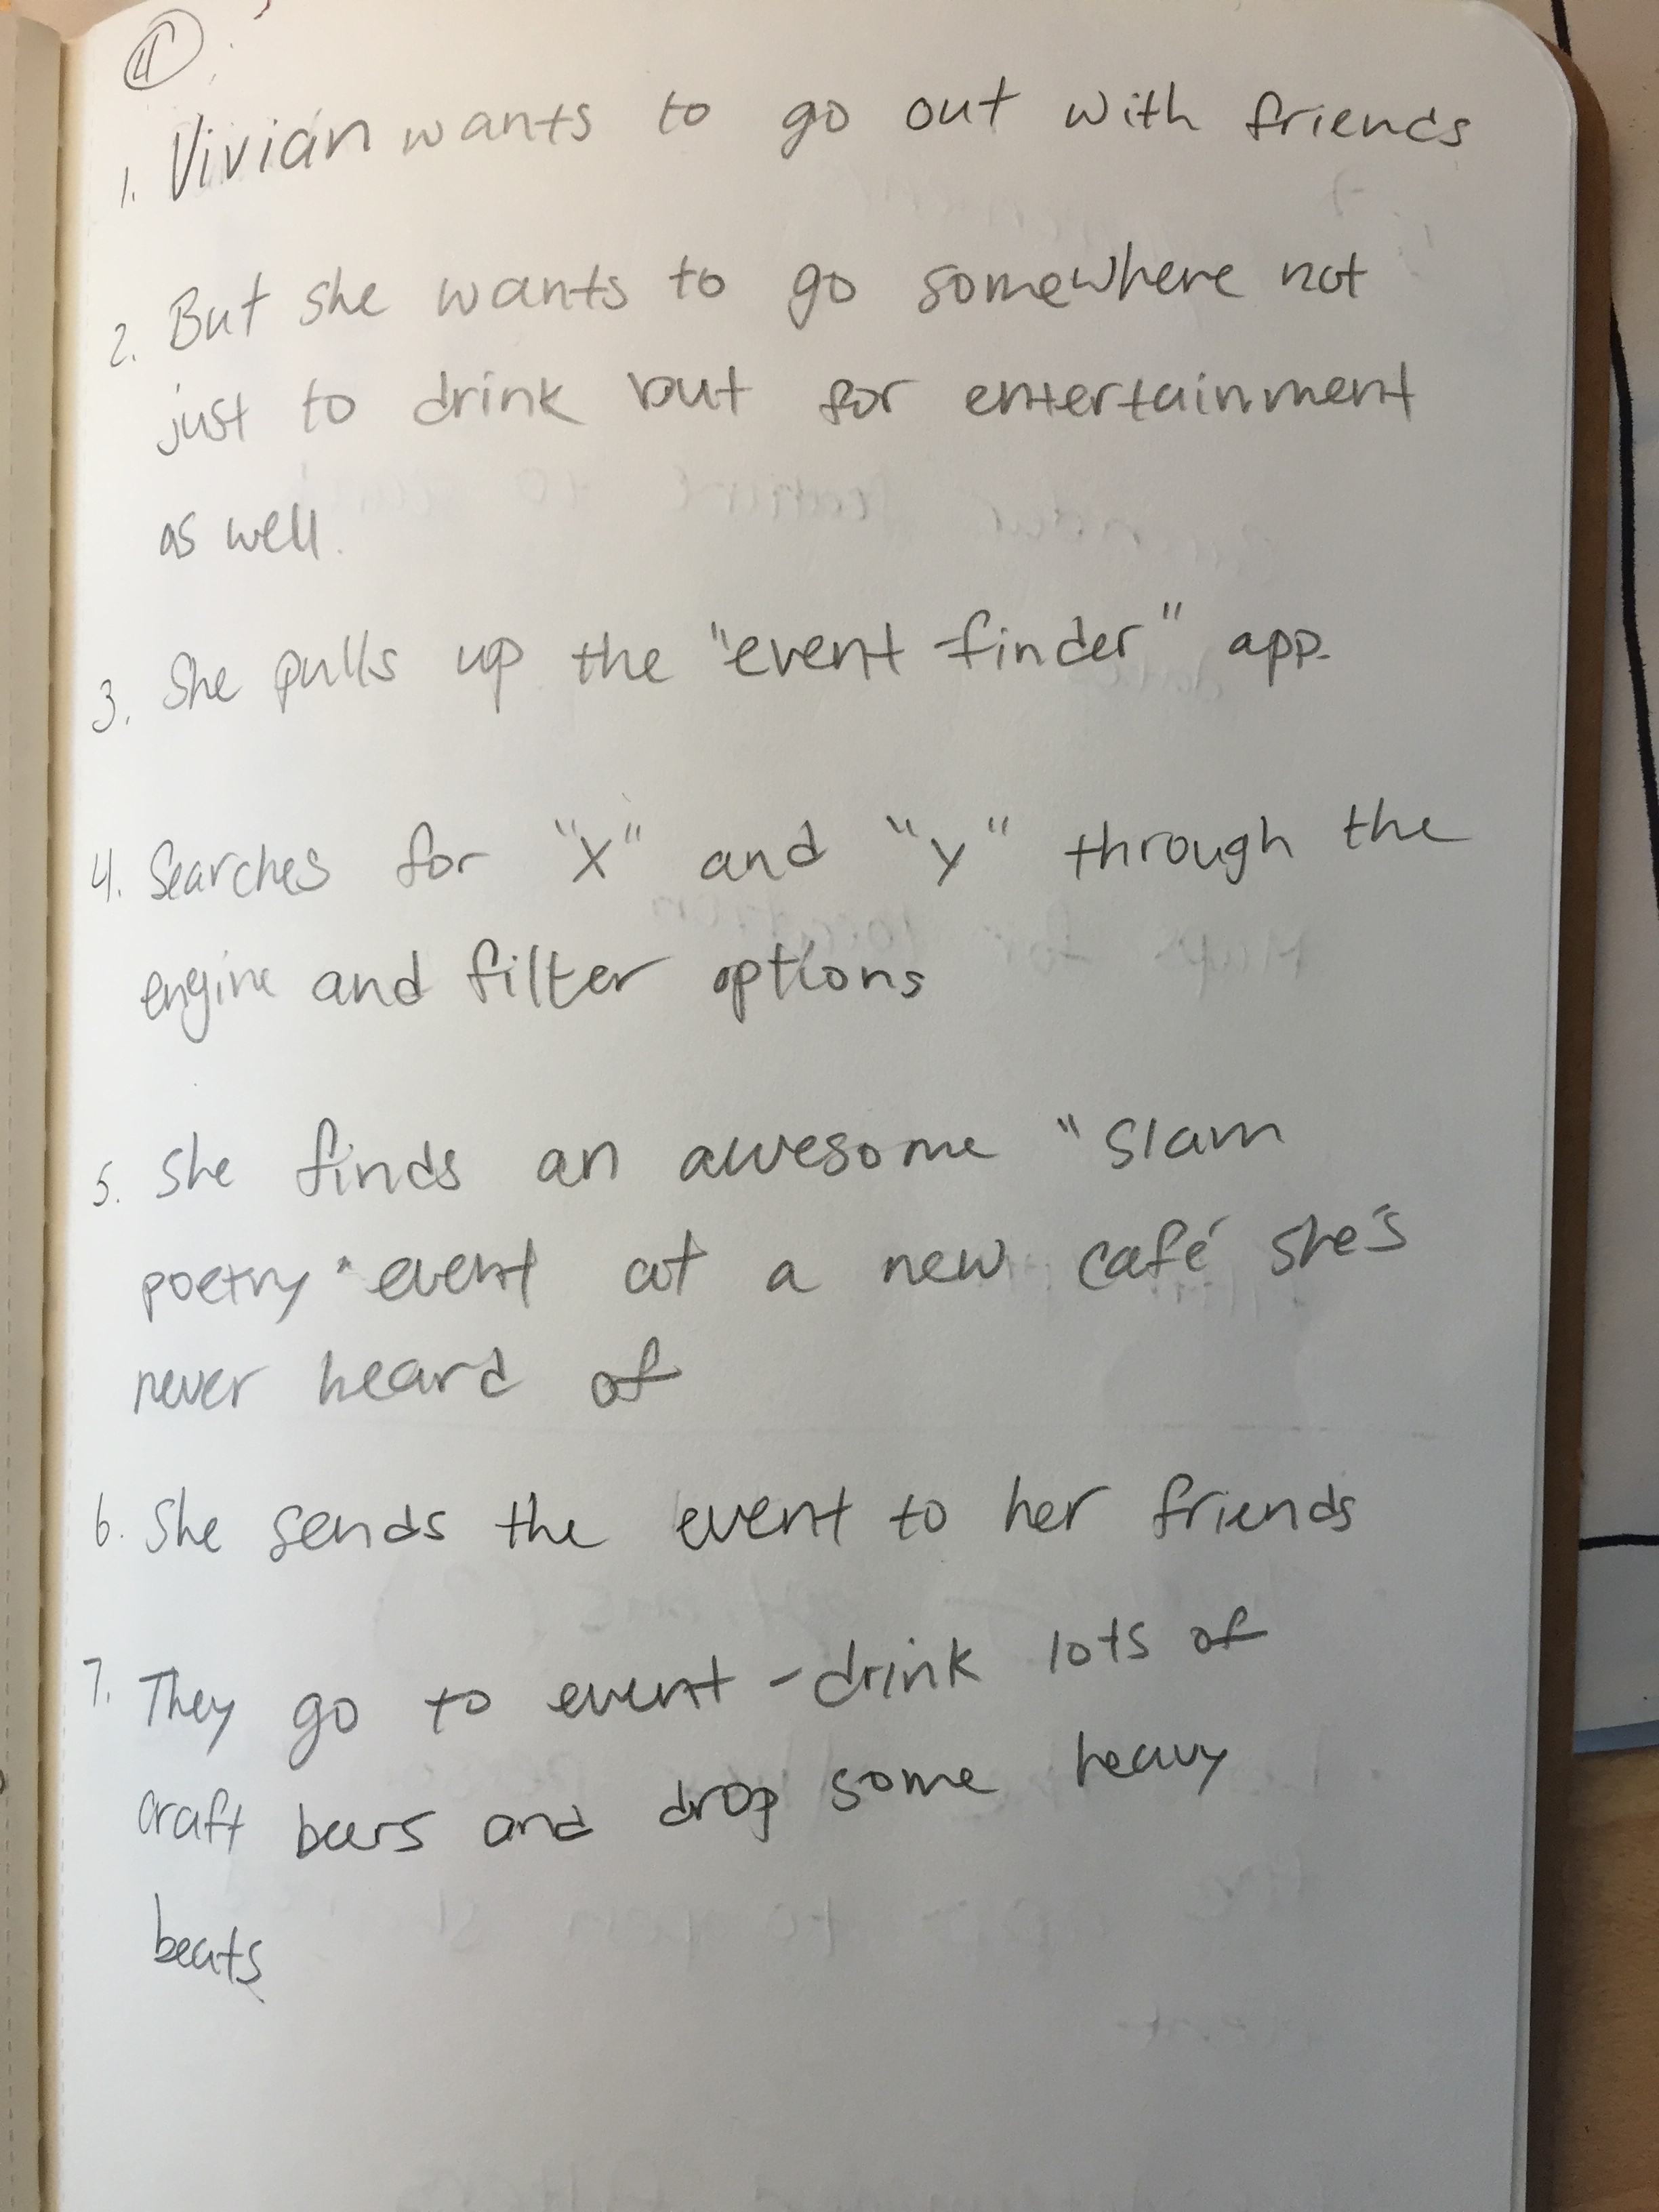 4
1. Vivian wants to go out with friends
2. But she wants to go somewhere not
just to drink but for entertainment
as well.
3. She pulls up the "event-finder" app.
4. Searches for "X" and "Y" through the
engine and filter options
5. She finds an awesome "slam
poetry" event at a new café she's
never heard of
6. She sends the event to her friends
7. They go to event - drink lots of
craft beers and drop some heavy
beats